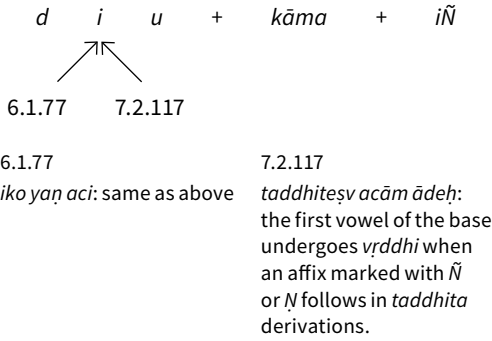 d i u + kāma + iÑ
6.1.77 7.2.117
6.1.77 7.2.117
iko yaṇ aci: same as above taddhiteṣv acām ādeḥ:
the first vowel of the base
undergoes vṛddhi when
an affix marked with Ñ
or Ṇ follows in taddhita
derivations.